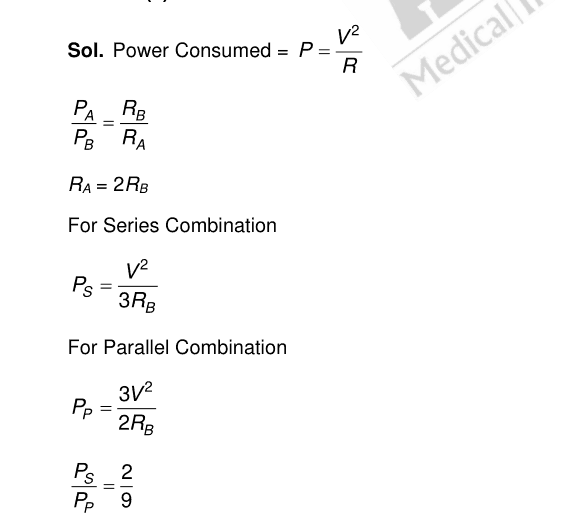 Sol. Power Consumed = P = V²/R
P_A/P_B = R_B/R_A
R_A = 2R_B
For Series Combination
P_S = V²/3R_B
For Parallel Combination
P_P = 3V²/2R_B
P_S/P_P = 2/9
Medical